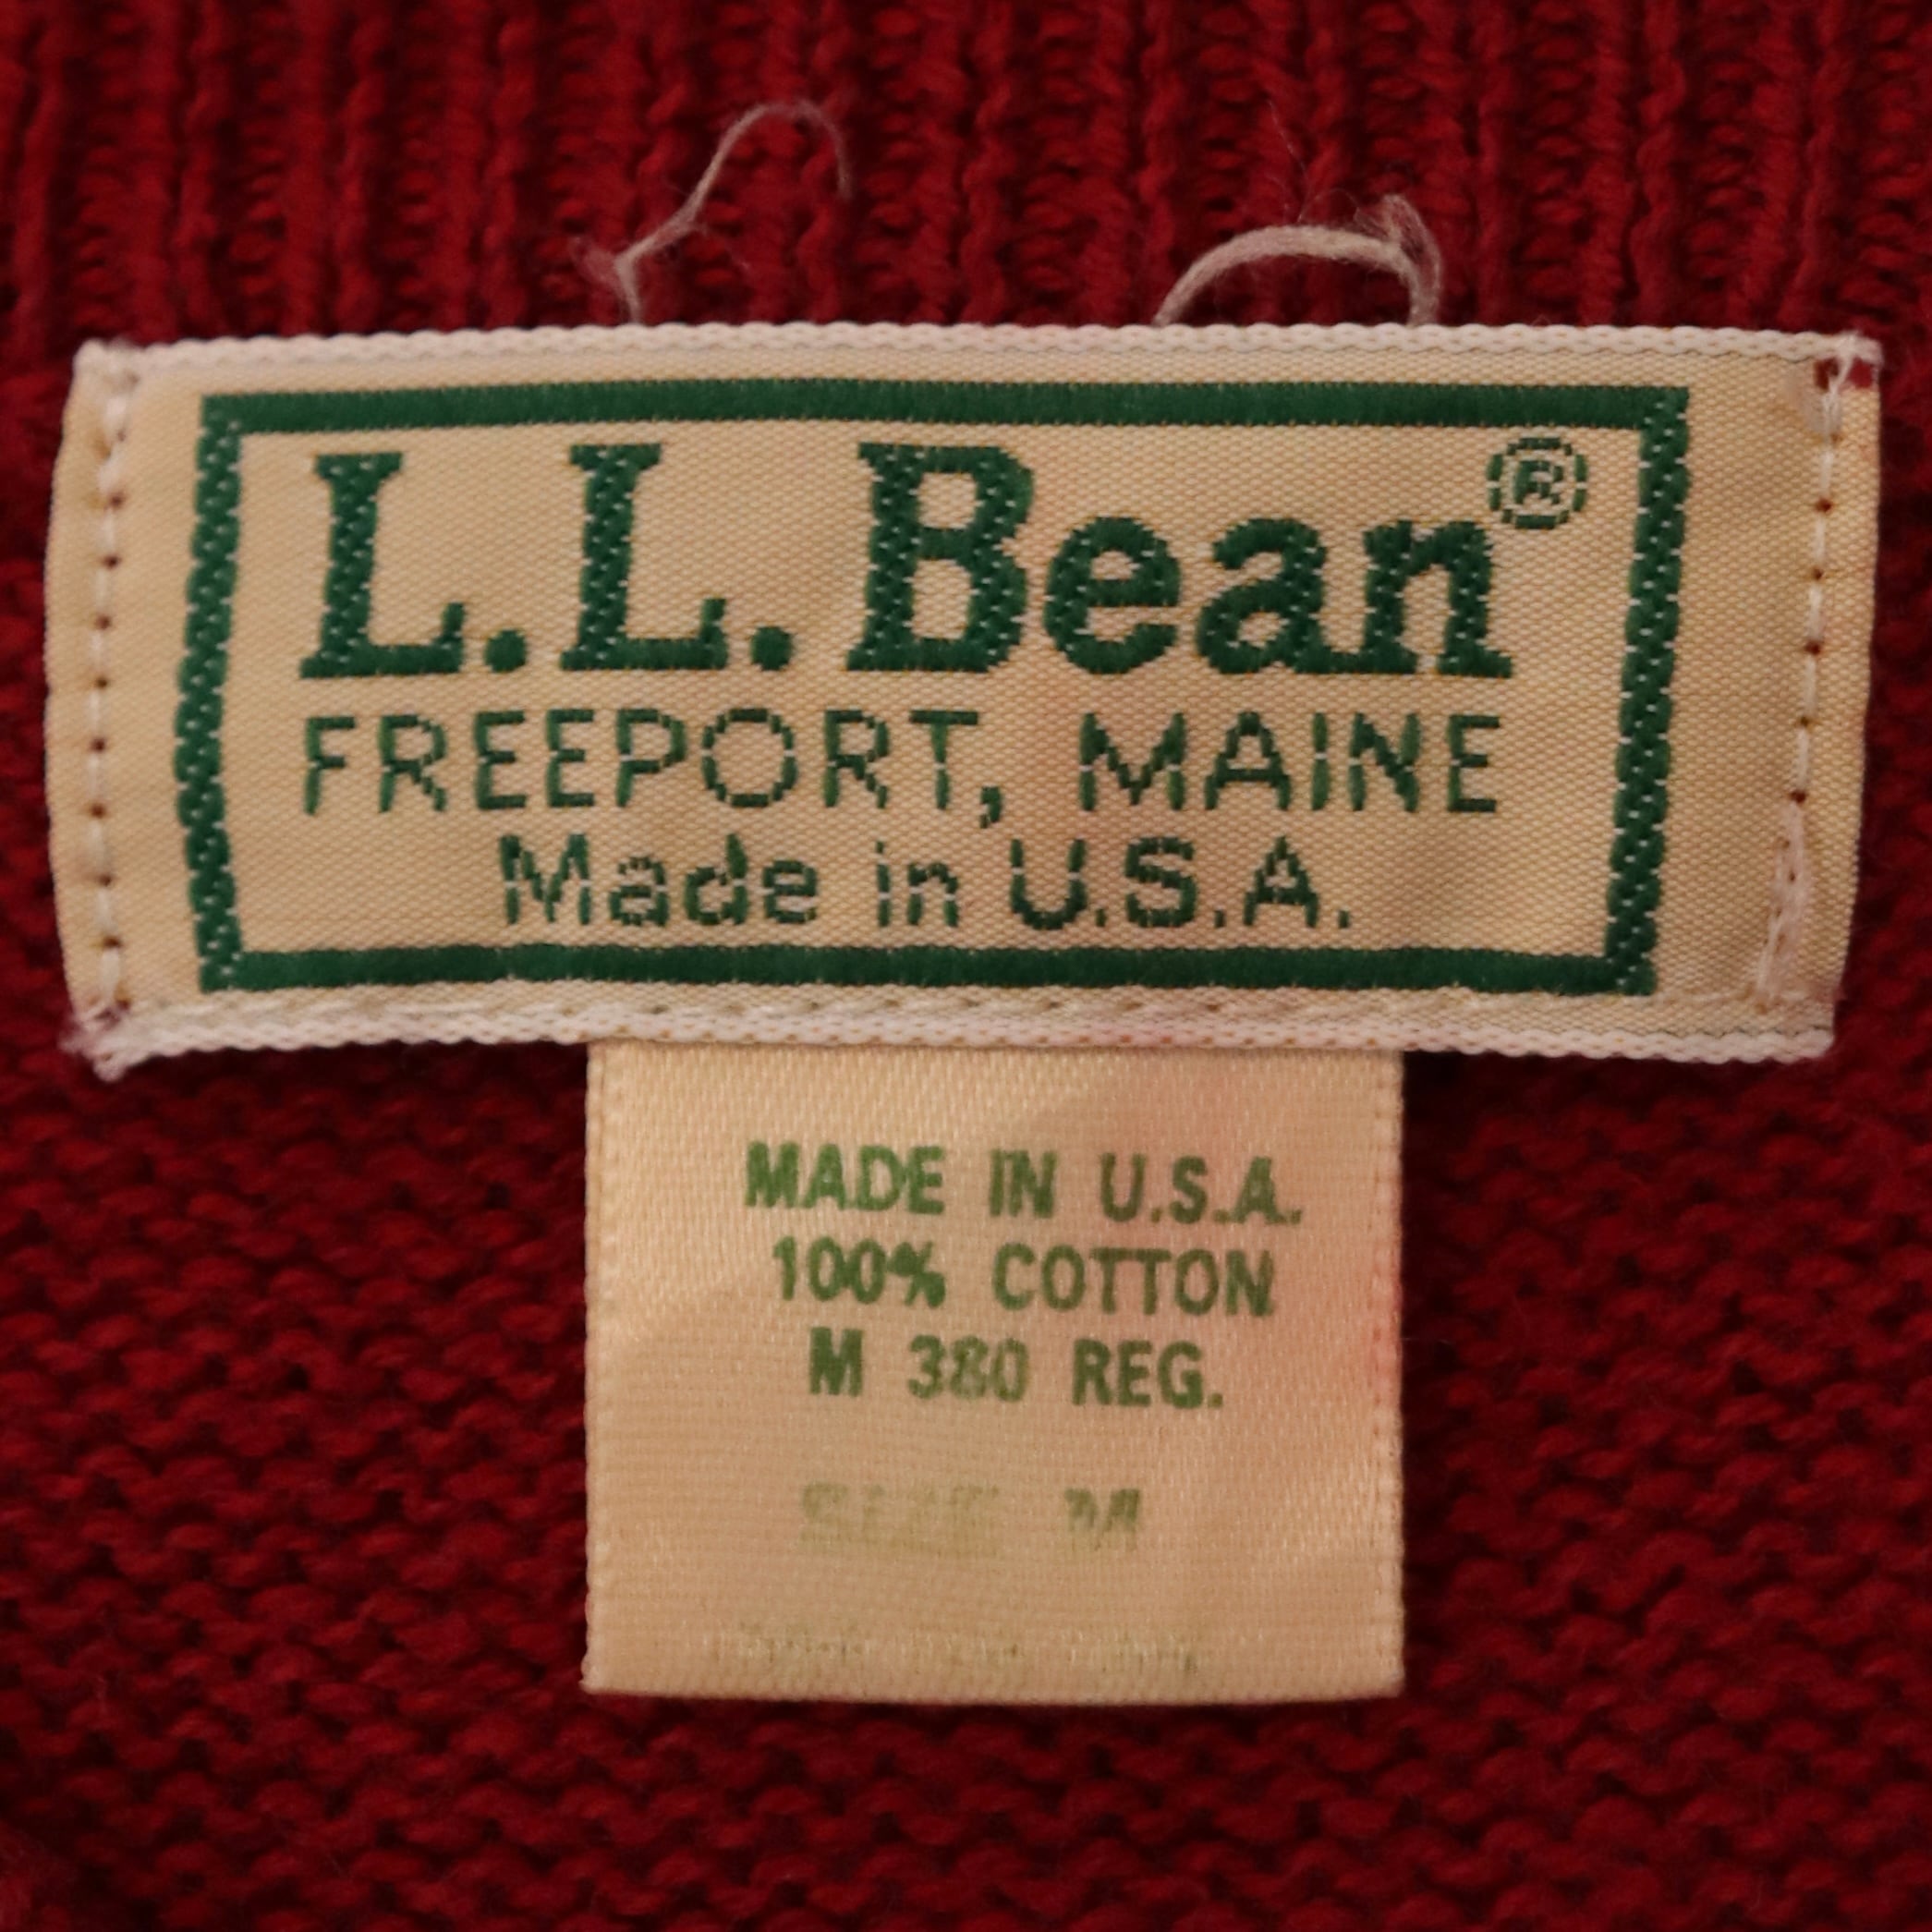 L.L.Bean®
FREEPORT, MAINE
Made in U.S.A.
MADE IN U.S.A.
100% COTTON
M 380 REG.
SIZE M